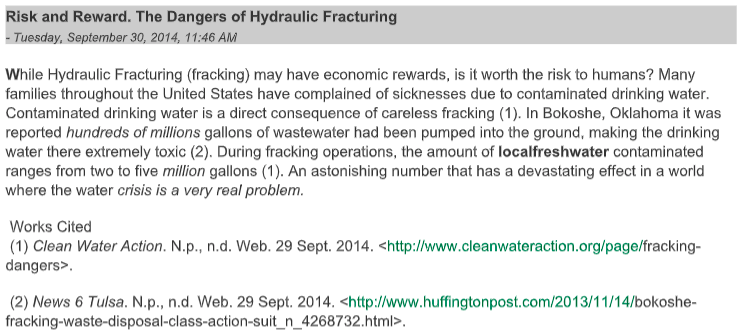 Risk and Reward. The Dangers of Hydraulic Fracturing
- Tuesday, September 30, 2014, 11:46 AM
While Hydraulic Fracturing (fracking) may have economic rewards, is it worth the risk to humans? Many
families throughout the United States have complained of sicknesses due to contaminated drinking water.
Contaminated drinking water is a direct consequence of careless fracking (1). In Bokoshe, Oklahoma it was
reported hundreds of millions gallons of wastewater had been pumped into the ground, making the drinking
water there extremely toxic (2). During fracking operations, the amount of localfreshwater contaminated
ranges from two to five million gallons (1). An astonishing number that has a devastating effect in a world
where the water crisis is a very real problem.
Works Cited
(1) Clean Water Action. N.p., n.d. Web. 29 Sept. 2014. <http://www.cleanwateraction.org/page/fracking-
dangers>.
(2) News 6 Tulsa. N.p., n.d. Web. 29 Sept. 2014. <http://www.huffingtonpost.com/2013/11/14/bokoshe-
fracking-waste-disposal-class-action-suit_n_4268732.html>.